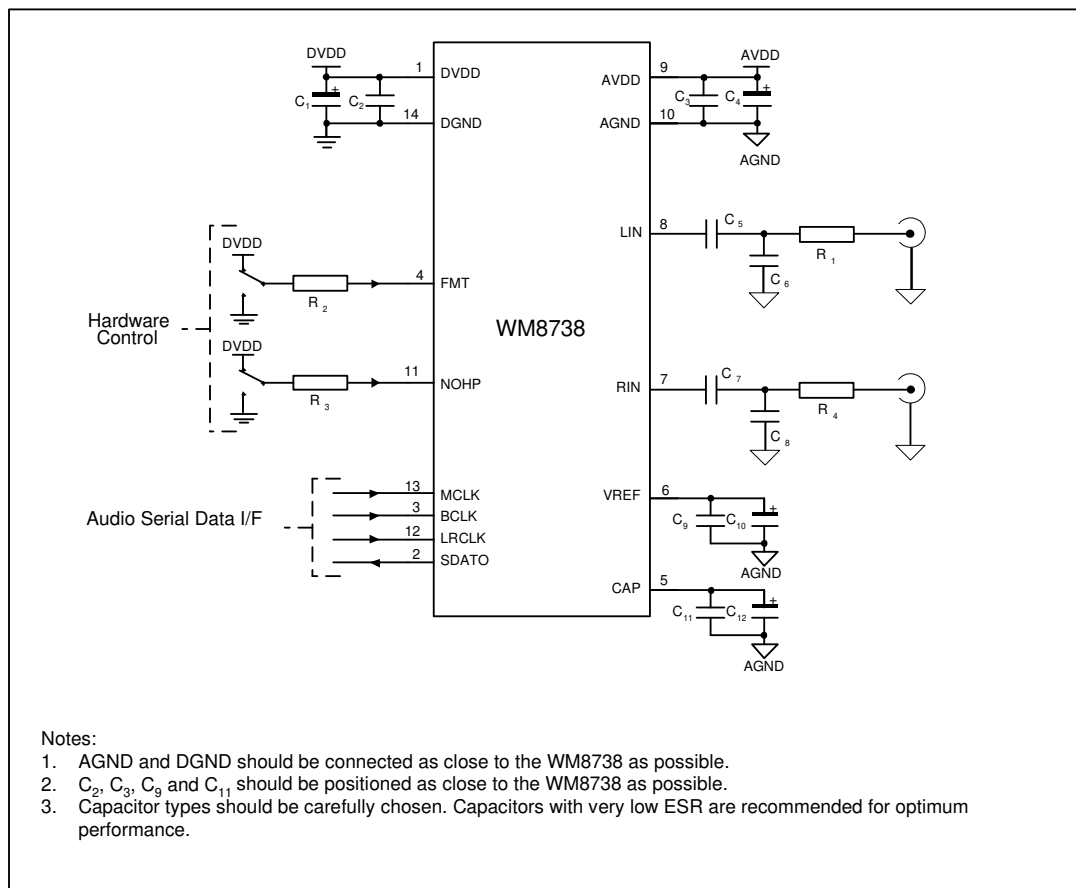 DVDD
1
DVDD
C1
+
C2
14
DGND
AVDD
9
AVDD
C3
C4
+
10
AGND
AGND
LIN
8
C5
C6
R1
Hardware
Control
DVDD
R2
4
FMT
DVDD
R3
11
NOHP
WM8738
RIN
7
C7
C8
R4
Audio Serial Data I/F
13
MCLK
3
BCLK
12
LRCLK
2
SDATO
VREF
6
C9
C10
+
AGND
CAP
5
C11
C12
+
AGND
Notes:
1. AGND and DGND should be connected as close to the WM8738 as possible.
2. C2, C3, C9 and C11 should be positioned as close to the WM8738 as possible.
3. Capacitor types should be carefully chosen. Capacitors with very low ESR are recommended for optimum
performance.